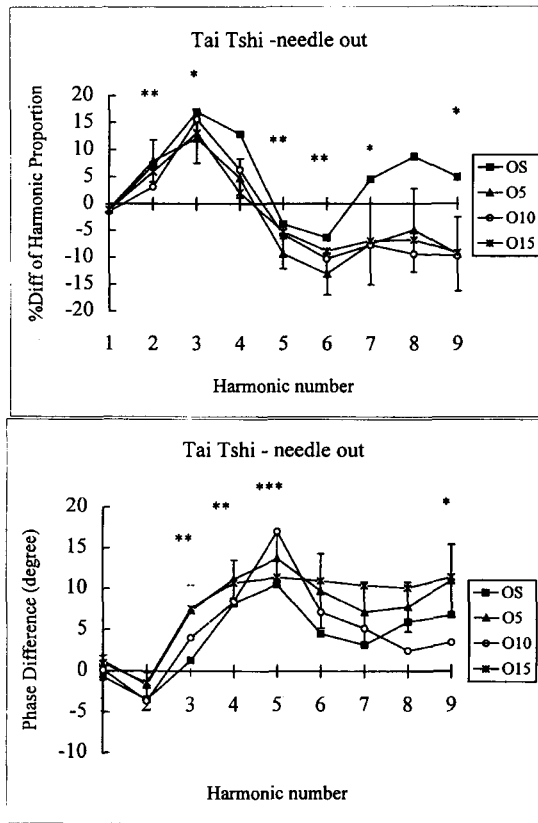 Tai Tshi -needle out
%Diff of Harmonic Proportion
20
15
10
5
0
-5
-10
-15
-20
** * ** ** * *
1 2 3 4 5 6 7 8 9
Harmonic number
OS
O5
O10
O15
Tai Tshi - needle out
Phase Difference (degree)
20
15
10
5
0
-5
-10
** ** *** *
2 3 4 5 6 7 8 9
Harmonic number
OS
O5
O10
O15